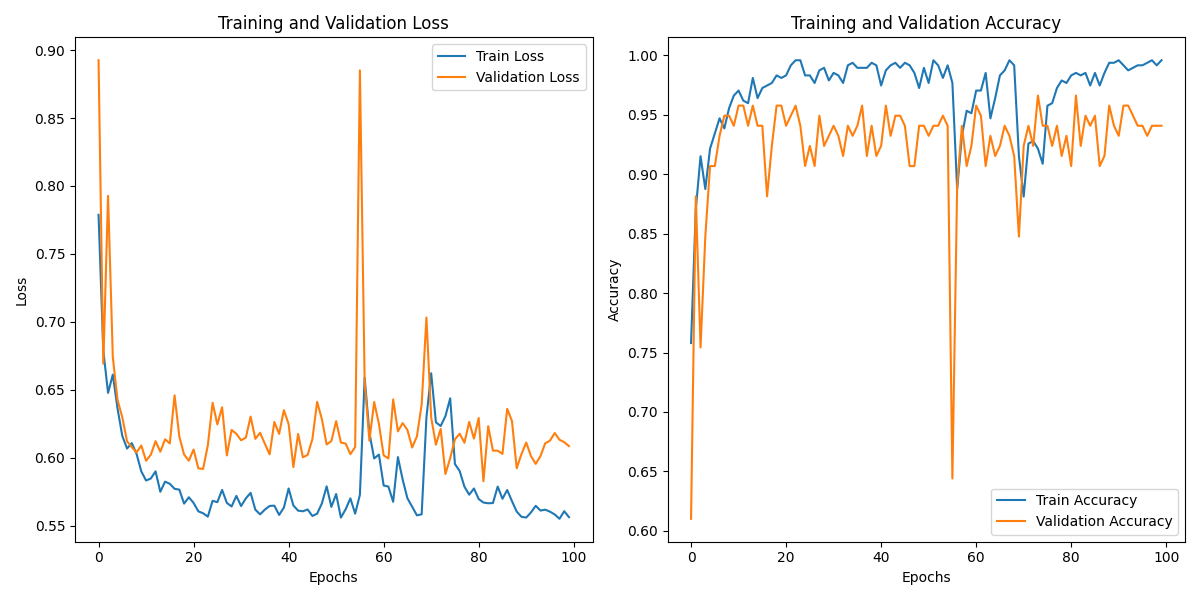 Training and Validation Loss
Train Loss
Validation Loss
0.90
0.85
0.80
0.75
0.70
0.65
0.60
0.55
Loss
0 20 40 60 80 100
Epochs
Training and Validation Accuracy
1.00
0.95
0.90
0.85
0.80
0.75
0.70
0.65
0.60
Accuracy
Train Accuracy
Validation Accuracy
0 20 40 60 80 100
Epochs